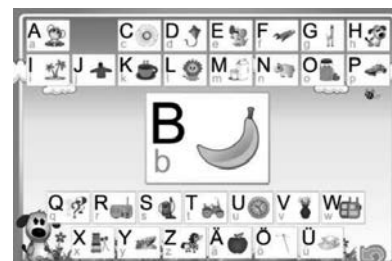 A C D E F G H
a c d e f g h
I J K L M N O P
i j k l m n o p
B
b
Q R S T U V W
q r s t u v w
X Y Z Ä Ö Ü
x y z ä ö ü